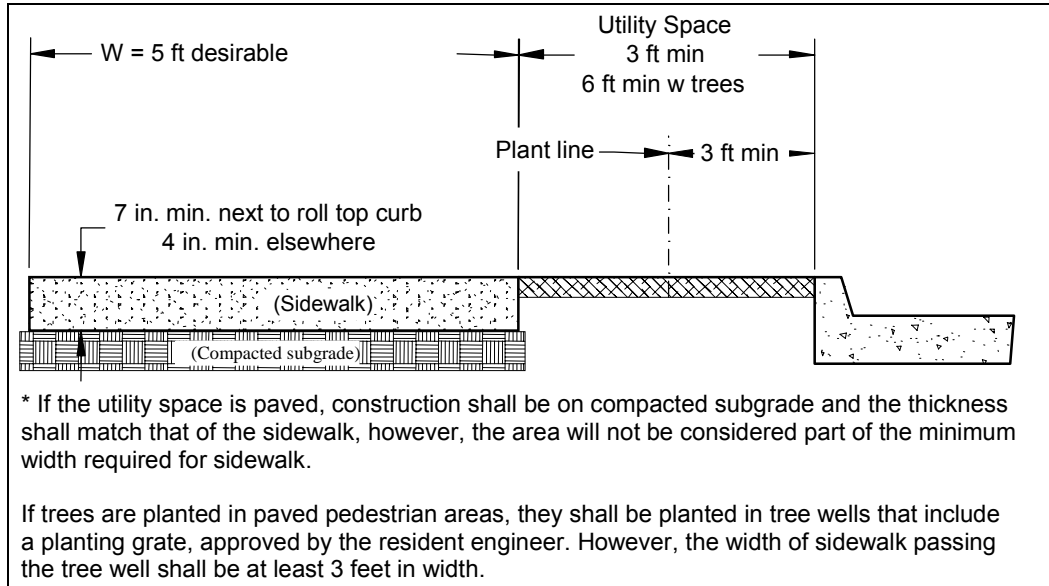 W = 5 ft desirable
Utility Space
3 ft min
6 ft min w trees
Plant line
3 ft min
7 in. min. next to roll top curb
4 in. min. elsewhere
(Sidewalk)
(Compacted subgrade)
* If the utility space is paved, construction shall be on compacted subgrade and the thickness
shall match that of the sidewalk, however, the area will not be considered part of the minimum
width required for sidewalk.
If trees are planted in paved pedestrian areas, they shall be planted in tree wells that include
a planting grate, approved by the resident engineer. However, the width of sidewalk passing
the tree well shall be at least 3 feet in width.